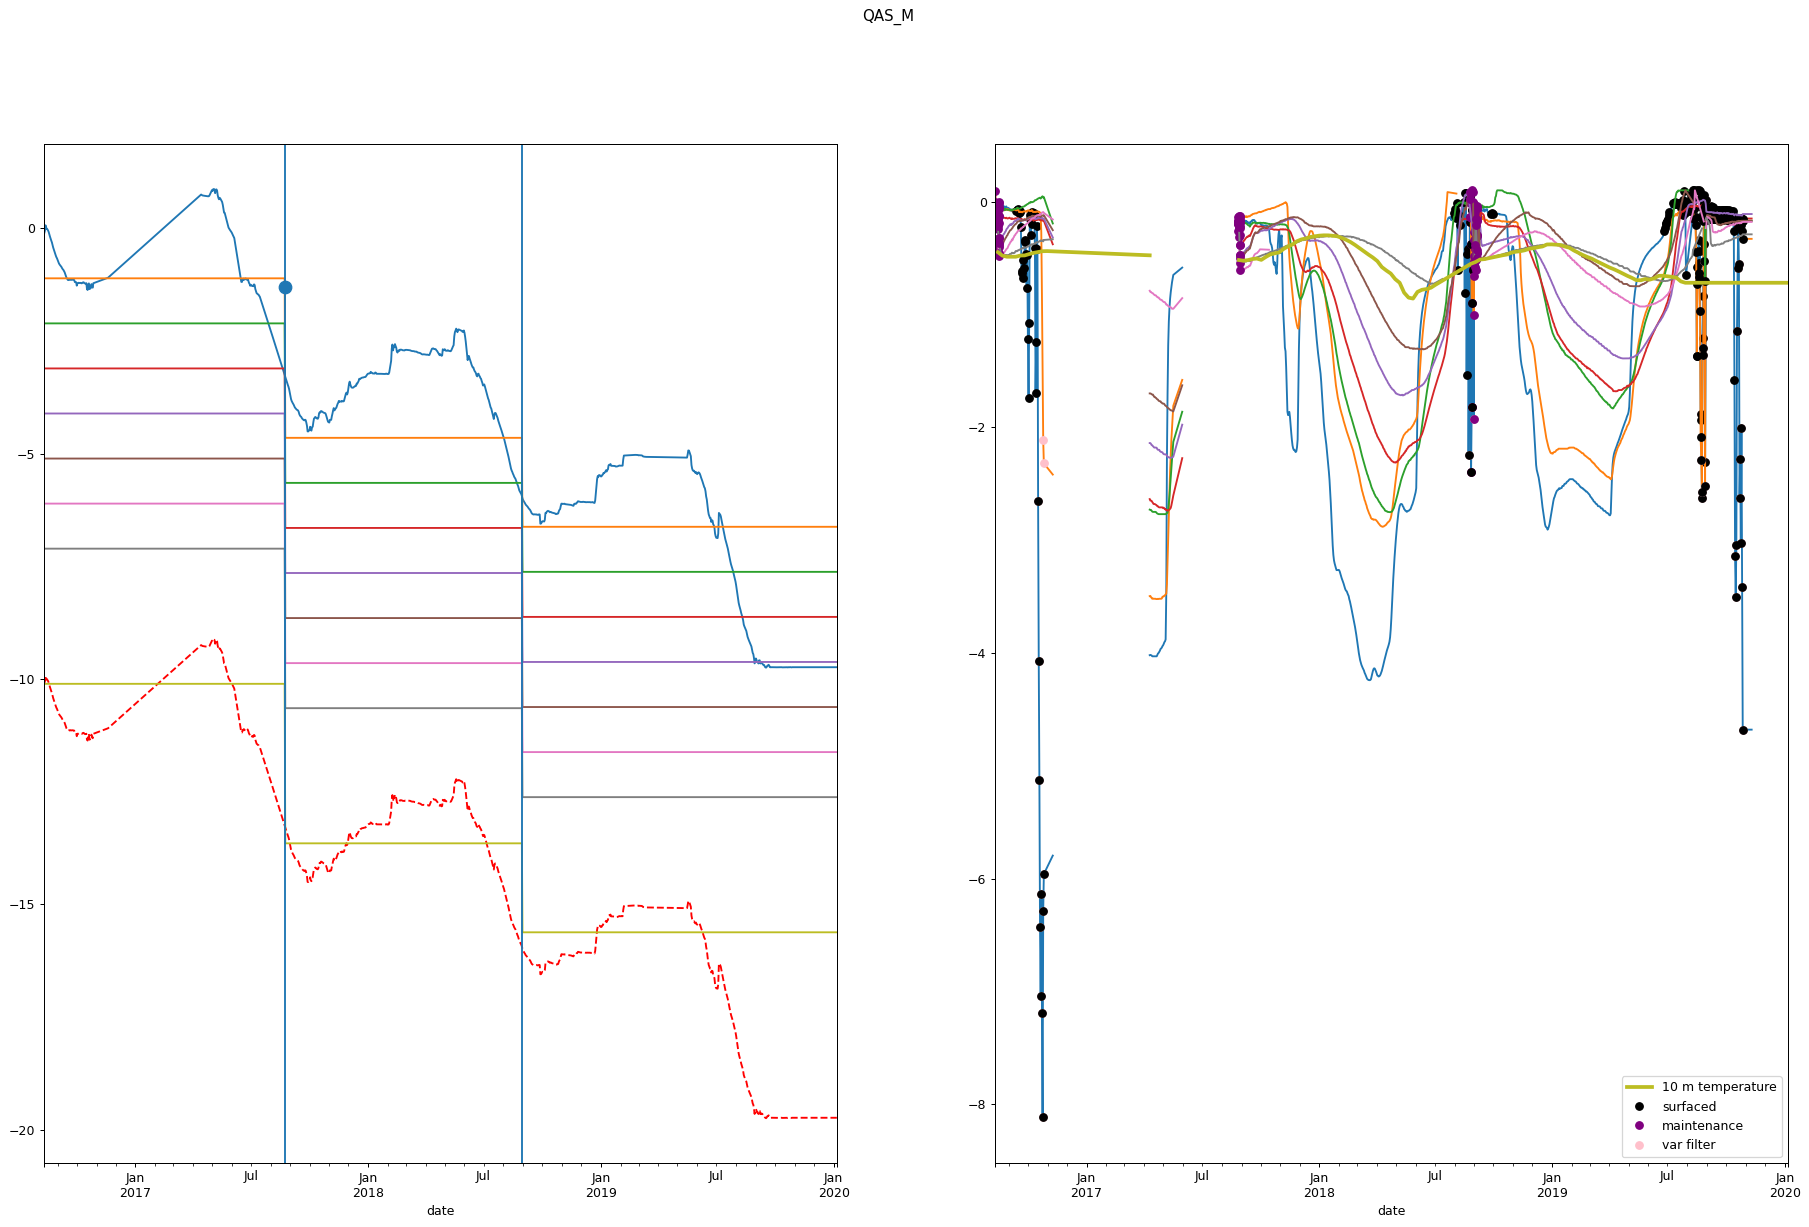 QAS_M
0
−5
−10
−15
−20
Jan
2017
Jul
Jan
2018
Jul
Jan
2019
Jul
Jan
2020
date
0
−2
−4
−6
−8
Jan
2017
Jul
Jan
2018
Jul
Jan
2019
Jul
Jan
2020
date
10 m temperature
surfaced
maintenance
var filter